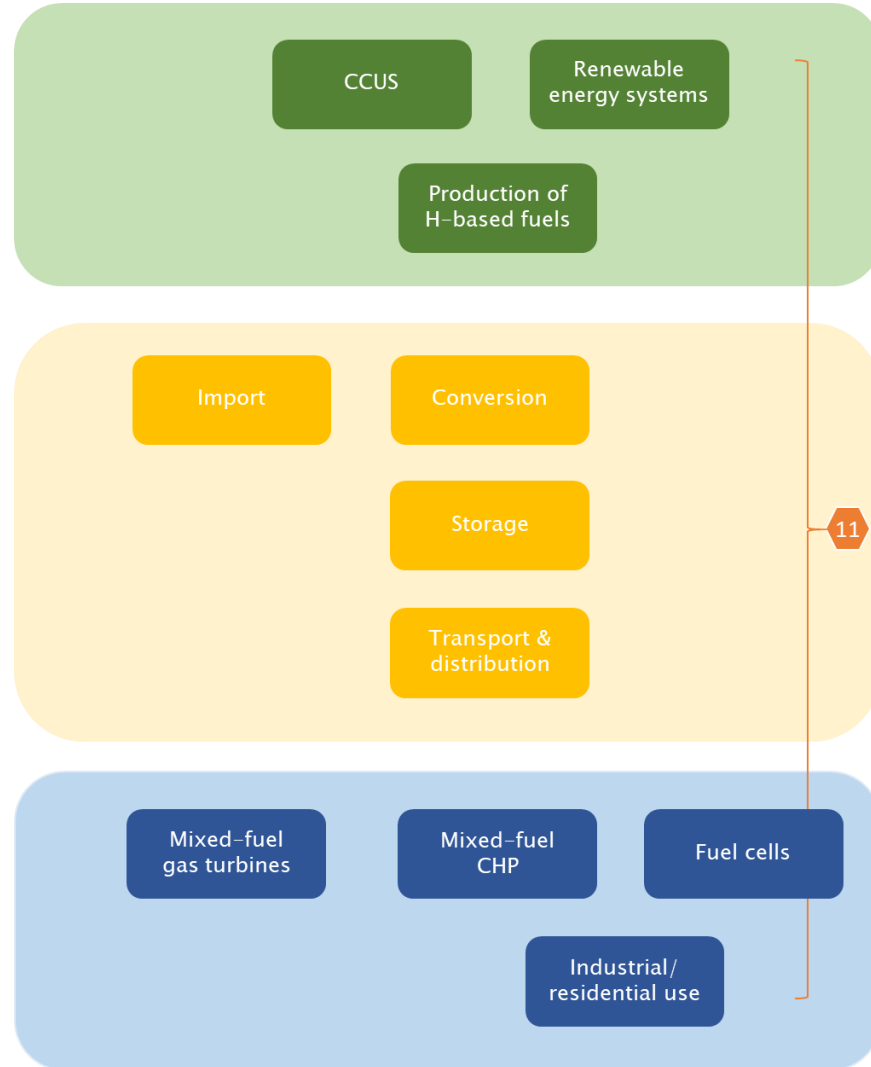 CCUS
Renewable
energy systems
Production of
H-based fuels
Import
Conversion
Storage
11
Transport &
distribution
Mixed-fuel
gas turbines
Mixed-fuel
CHP
Fuel cells
Industrial/
residential use